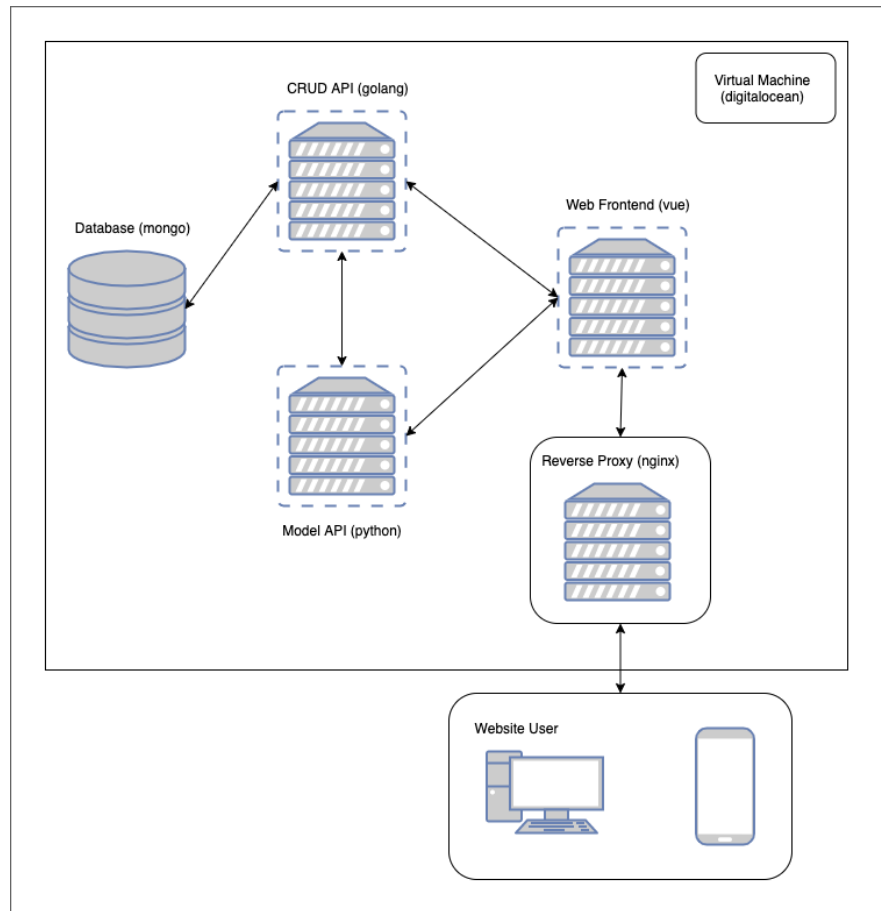 Virtual Machine
(digitalocean)
CRUD API (golang)
Web Frontend (vue)
Database (mongo)
Reverse Proxy (nginx)
Model API (python)
Website User